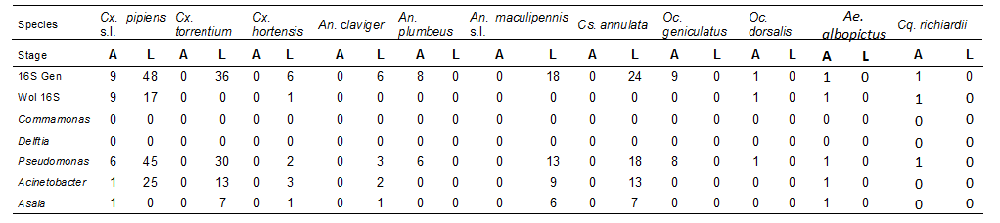 Species Cx. pipiens s.l. Cx. torrentium Cx. hortensis An. claviger An. plumbeus An. maculipennis s.l. Cs. annulata Oc. geniculatus Oc. dorsalis Ae. albopictus Cq. richiardii
Stage A L A L A L A L A L A L A L A L A L A L A L
16S Gen 9 48 0 36 0 6 0 6 8 0 0 18 0 24 9 0 1 0 1 0 1 0
Wol 16S 9 17 0 0 0 1 0 0 0 0 0 0 0 0 0 0 1 0 1 0 1 0
Commamonas 0 0 0 0 0 0 0 0 0 0 0 0 0 0 0 0 0 0 0 0 0 0
Delftia 0 0 0 0 0 0 0 0 0 0 0 0 0 0 0 0 0 0 0 0 0 0
Pseudomonas 6 45 0 30 0 2 0 3 6 0 0 13 0 18 8 0 1 0 1 0 1 0
Acinetobacter 1 25 0 13 0 3 0 2 0 0 0 9 0 13 0 0 0 0 1 0 0 0
Asaia 1 0 0 7 0 1 0 1 0 0 0 6 0 7 0 0 0 0 1 0 0 0